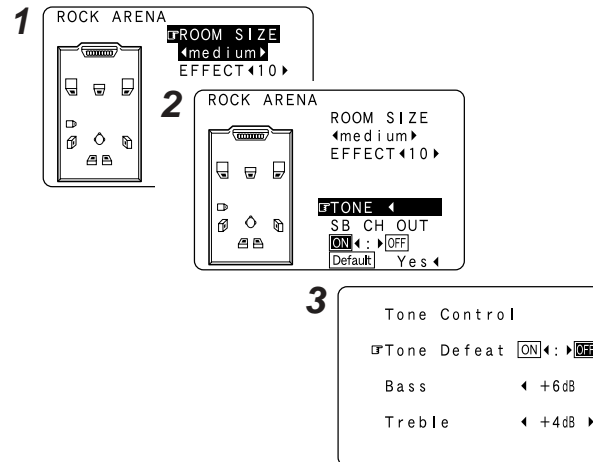 1
ROCK ARENA
☞ROOM SIZE
◀medium▶
EFFECT◀10▶
2
ROCK ARENA
ROOM SIZE
◀medium▶
EFFECT◀10▶
☞TONE ◀
SB CH OUT
ON◀:▶OFF
Default Yes◀
3
Tone Control
☞Tone Defeat ON◀:▶OFF
Bass ◀ +6dB
Treble ◀ +4dB ▶